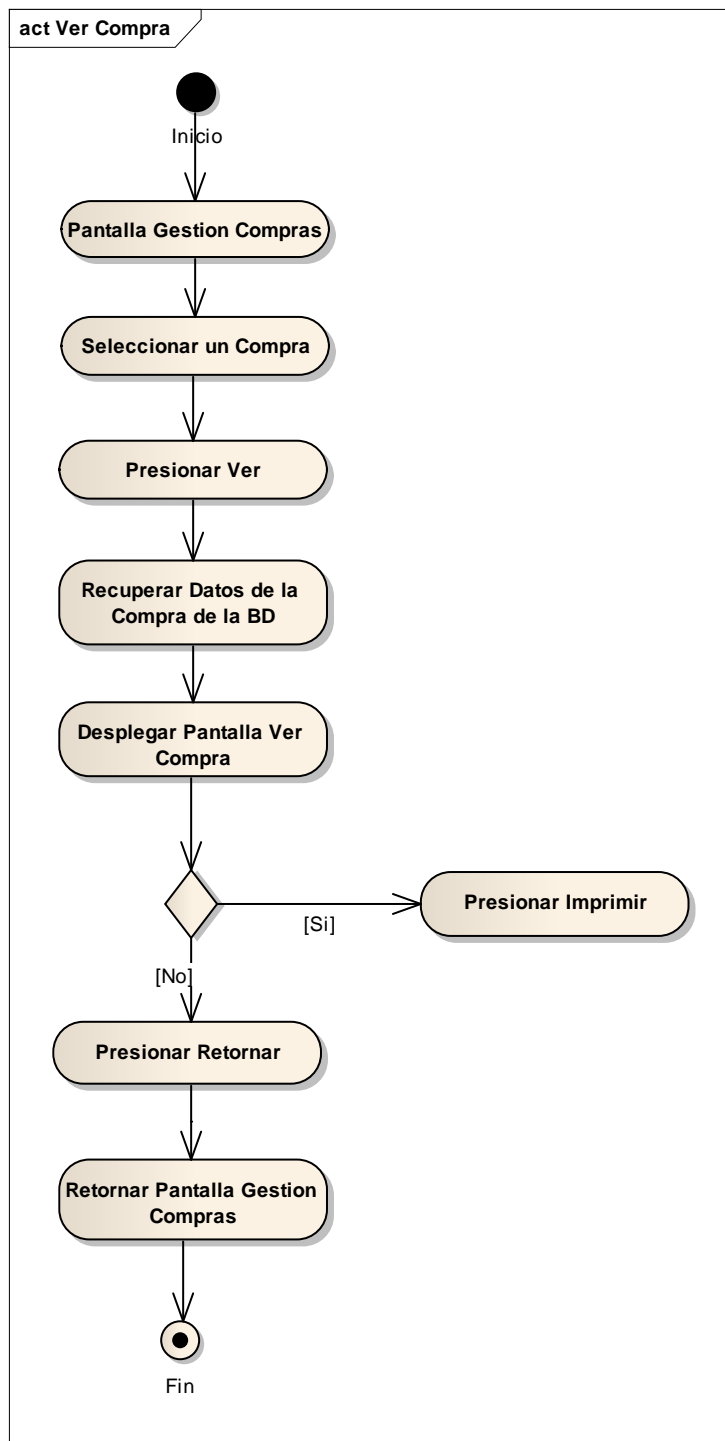 act Ver Compra
Inicio
Pantalla Gestion Compras
Seleccionar un Compra
Presionar Ver
Recuperar Datos de la
Compra de la BD
Desplegar Pantalla Ver
Compra
Presionar Imprimir
[Si]
[No]
Presionar Retornar
Retornar Pantalla Gestion
Compras
Fin